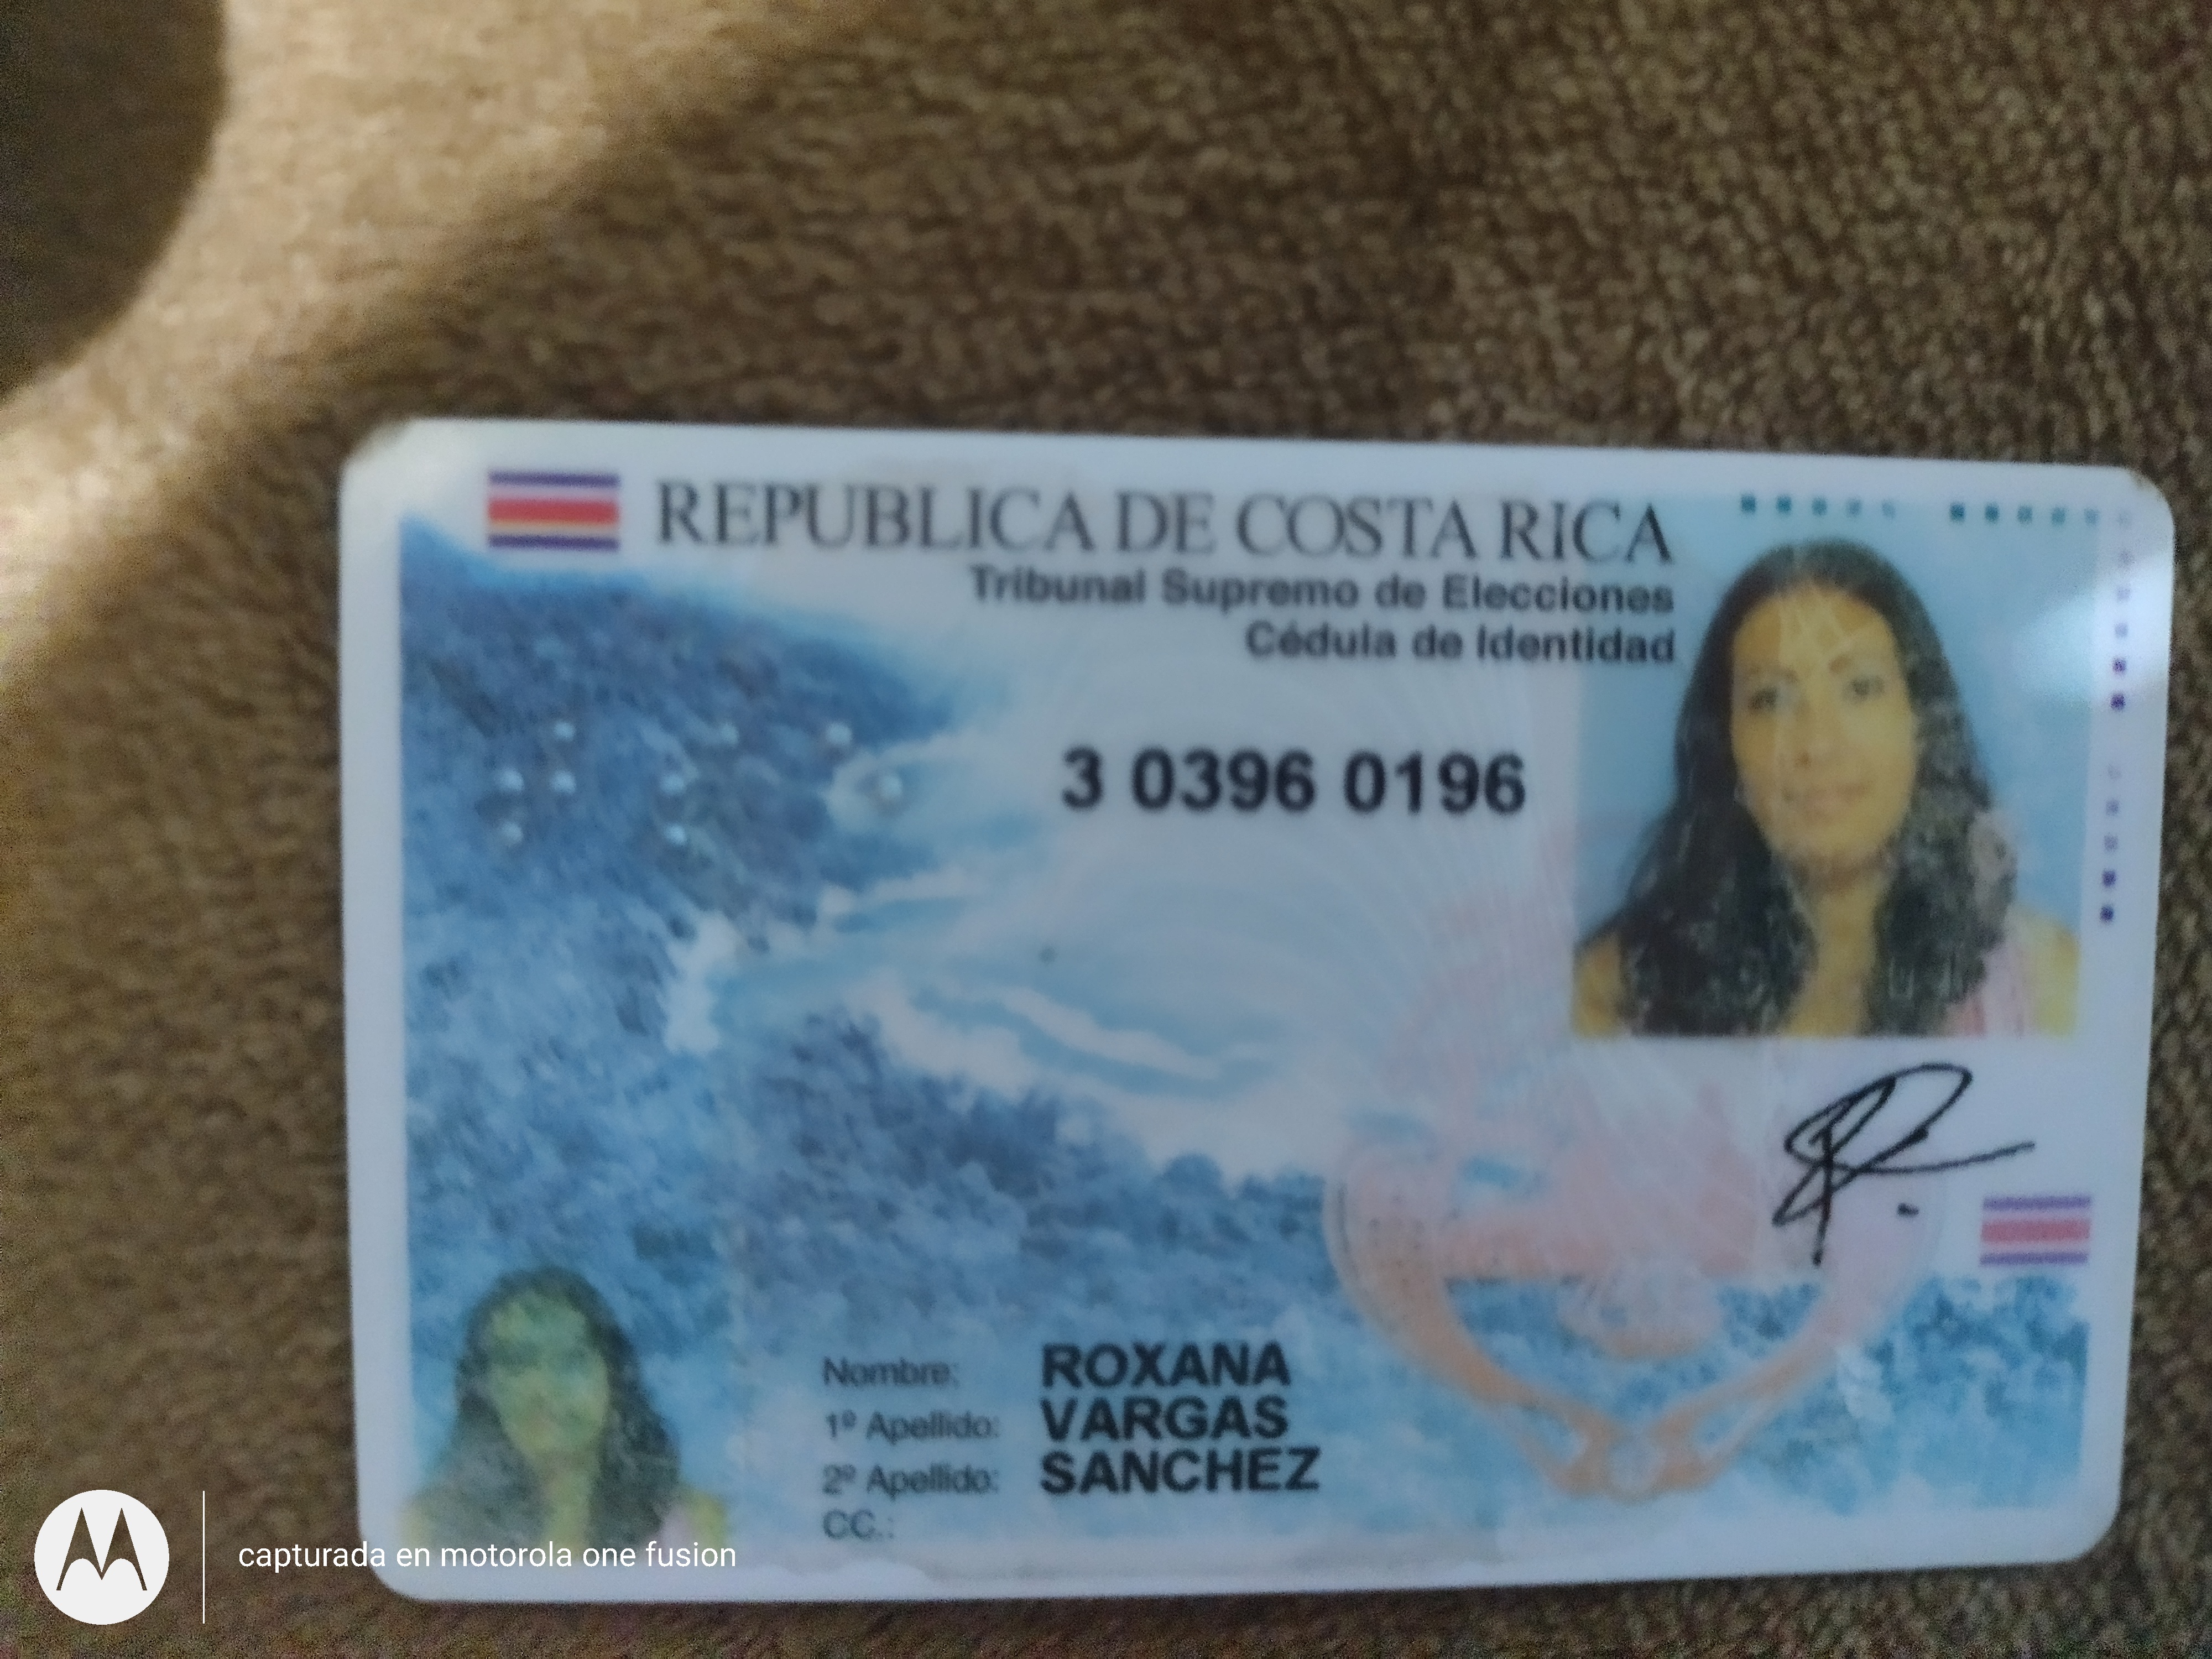 REPUBLICA DE COSTA RICA
Tribunal Supremo de Elecciones
Cédula de Identidad
3 0396 0196
Nombre: ROXANA
1º Apellido: VARGAS
2º Apellido: SANCHEZ
CC.:
capturada en motorola one fusion